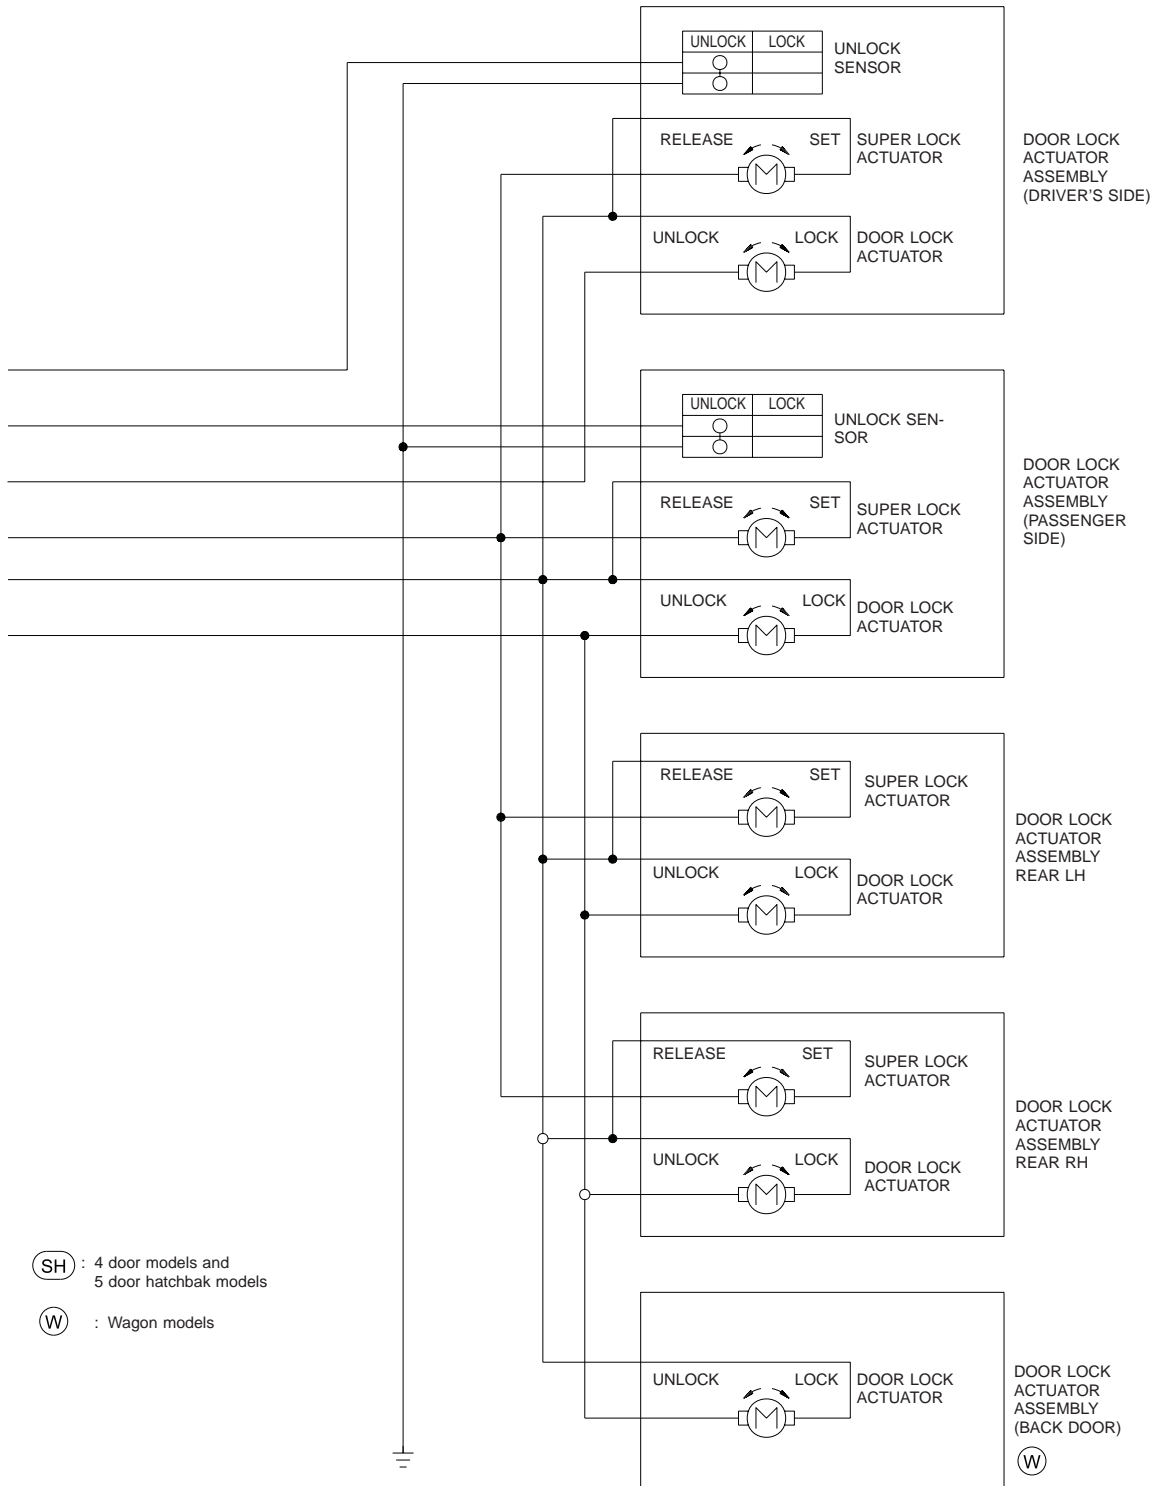 UNLOCK LOCK
UNLOCK
SENSOR
RELEASE SET
SUPER LOCK
ACTUATOR
M
UNLOCK LOCK
DOOR LOCK
ACTUATOR
M
DOOR LOCK
ACTUATOR
ASSEMBLY
(DRIVER'S SIDE)
UNLOCK LOCK
UNLOCK SEN-
SOR
RELEASE SET
SUPER LOCK
ACTUATOR
M
UNLOCK LOCK
DOOR LOCK
ACTUATOR
M
DOOR LOCK
ACTUATOR
ASSEMBLY
(PASSENGER
SIDE)
RELEASE SET
SUPER LOCK
ACTUATOR
M
UNLOCK LOCK
DOOR LOCK
ACTUATOR
M
DOOR LOCK
ACTUATOR
ASSEMBLY
REAR LH
RELEASE SET
SUPER LOCK
ACTUATOR
M
UNLOCK LOCK
DOOR LOCK
ACTUATOR
M
DOOR LOCK
ACTUATOR
ASSEMBLY
REAR RH
SH : 4 door models and
5 door hatchbak models
W : Wagon models
UNLOCK LOCK
DOOR LOCK
ACTUATOR
M
DOOR LOCK
ACTUATOR
ASSEMBLY
(BACK DOOR)
W